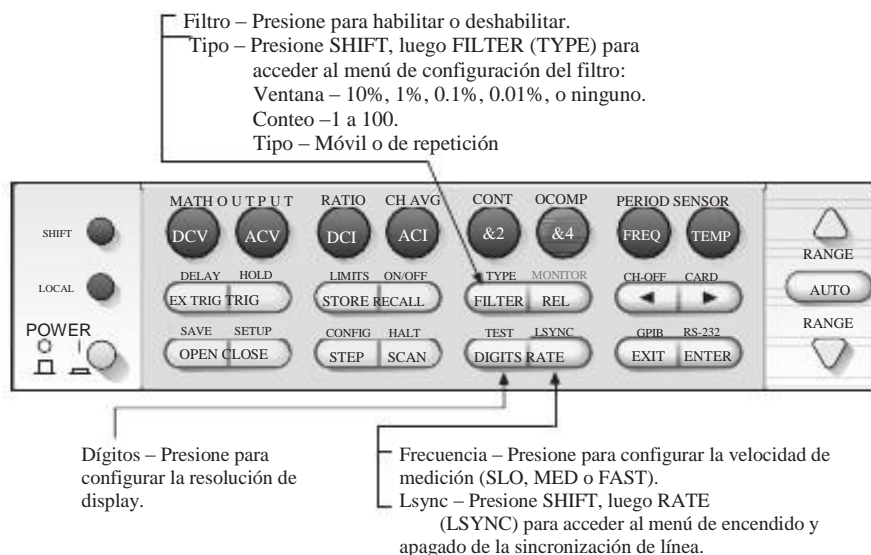 Filtro – Presione para habilitar o deshabilitar.
Tipo – Presione SHIFT, luego FILTER (TYPE) para
acceder al menú de configuración del filtro:
Ventana – 10%, 1%, 0.1%, 0.01%, o ninguno.
Conteo –1 a 100.
Tipo – Móvil o de repetición
MATH OUTPUT RATIO CH AVG CONT OCOMP PERIOD SENSOR
SHIFT DCV ACV DCI ACI &2 &4 FREQ TEMP
RANGE
DELAY HOLD LIMITS ON/OFF TYPE MONITOR CH-OFF CARD
LOCAL EX TRIG TRIG STORE RECALL FILTER REL ◄ ► AUTO
POWER SAVE SETUP CONFIG HALT TEST LSYNC GPIB RS-232 RANGE
OPEN CLOSE STEP SCAN DIGITS RATE EXIT ENTER
Dígitos – Presione para
configurar la resolución de
display.
Frecuencia – Presione para configurar la velocidad de
medición (SLO, MED o FAST).
Lsync – Presione SHIFT, luego RATE
(LSYNC) para acceder al menú de encendido y
apagado de la sincronización de línea.